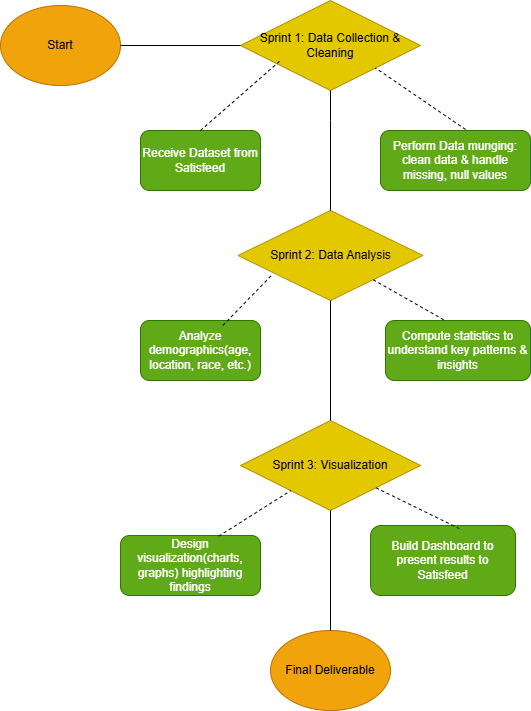 Start
Sprint 1: Data Collection &
Cleaning
Receive Dataset from
Satisfeed
Perform Data munging:
clean data & handle
missing, null values
Sprint 2: Data Analysis
Analyze
demographics(age,
location, race, etc.)
Compute statistics to
understand key patterns &
insights
Sprint 3: Visualization
Design
visualization(charts,
graphs) highlighting
findings
Build Dashboard to
present results to
Satisfeed
Final Deliverable